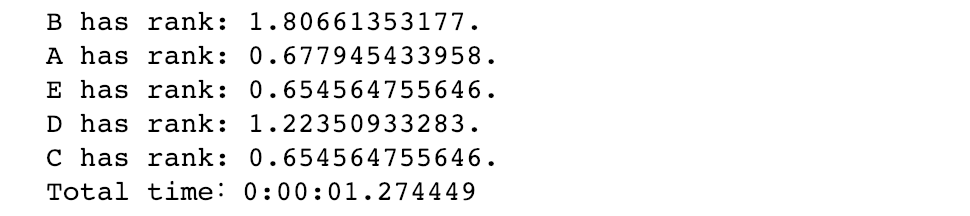 B has rank: 1.80661353177.
A has rank: 0.677945433958.
E has rank: 0.654564755646.
D has rank: 1.22350933283.
C has rank: 0.654564755646.
Total time: 0:00:01.274449